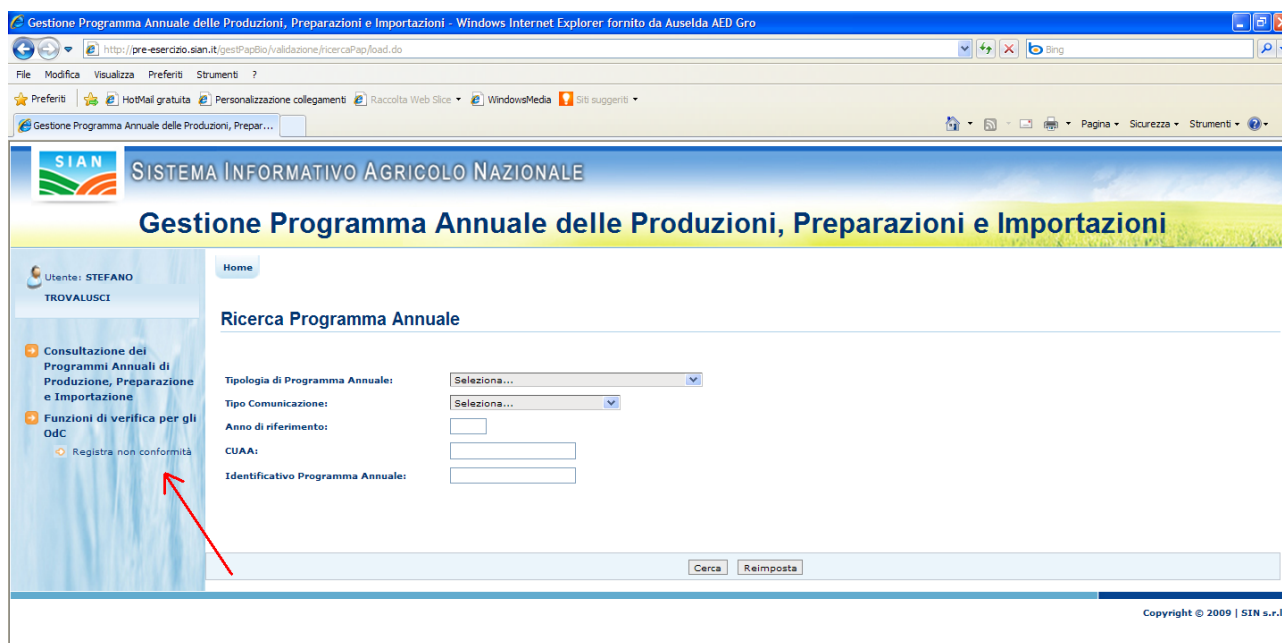 Gestione Programma Annuale delle Produzioni, Preparazioni e Importazioni - Windows Internet Explorer fornito da Auselda AED Gro
http://pre-esercizio.sian.it/gestPapBio/validazione/ricercaPap/load.do
Bing
File Modifica Visualizza Preferiti Strumenti ?
Preferiti HotMail gratuita Personalizzazione collegamenti Raccolta Web Slice WindowsMedia Siti suggeriti
Gestione Programma Annuale delle Produzioni, Prepar...
Pagina Sicurezza Strumenti
SIAN
SISTEMA INFORMATIVO AGRICOLO NAZIONALE
Gestione Programma Annuale delle Produzioni, Preparazioni e Importazioni
Utente: STEFANO
TROVALUSCI
Home
Ricerca Programma Annuale
Consultazione dei
Programmi Annuali di
Produzione, Preparazione
e Importazione
Funzioni di verifica per gli
OdC
Registra non conformità
Tipologia di Programma Annuale: Seleziona...
Tipo Comunicazione: Seleziona...
Anno di riferimento:
CUAA:
Identificativo Programma Annuale:
Cerca Reimposta
Copyright © 2009 | SIN s.r.l